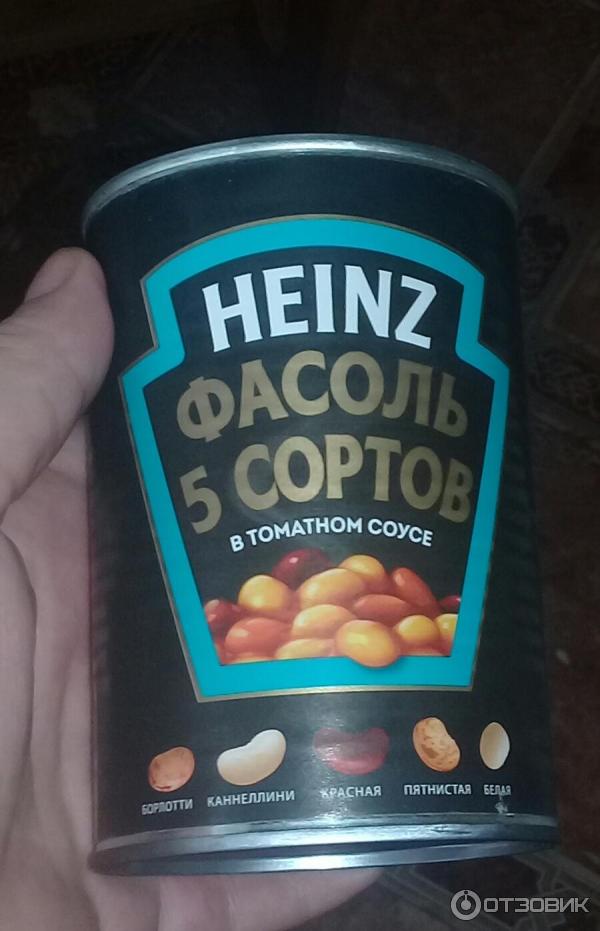 HEINZ
ФАСОЛЬ
5 СОРТОВ
В ТОМАТНОМ СОУСЕ
БОРЛОТТИ КАННЕЛЛИНИ КРАСНАЯ ПЯТНИСТАЯ БЕЛАЯ
ОТЗОВИК